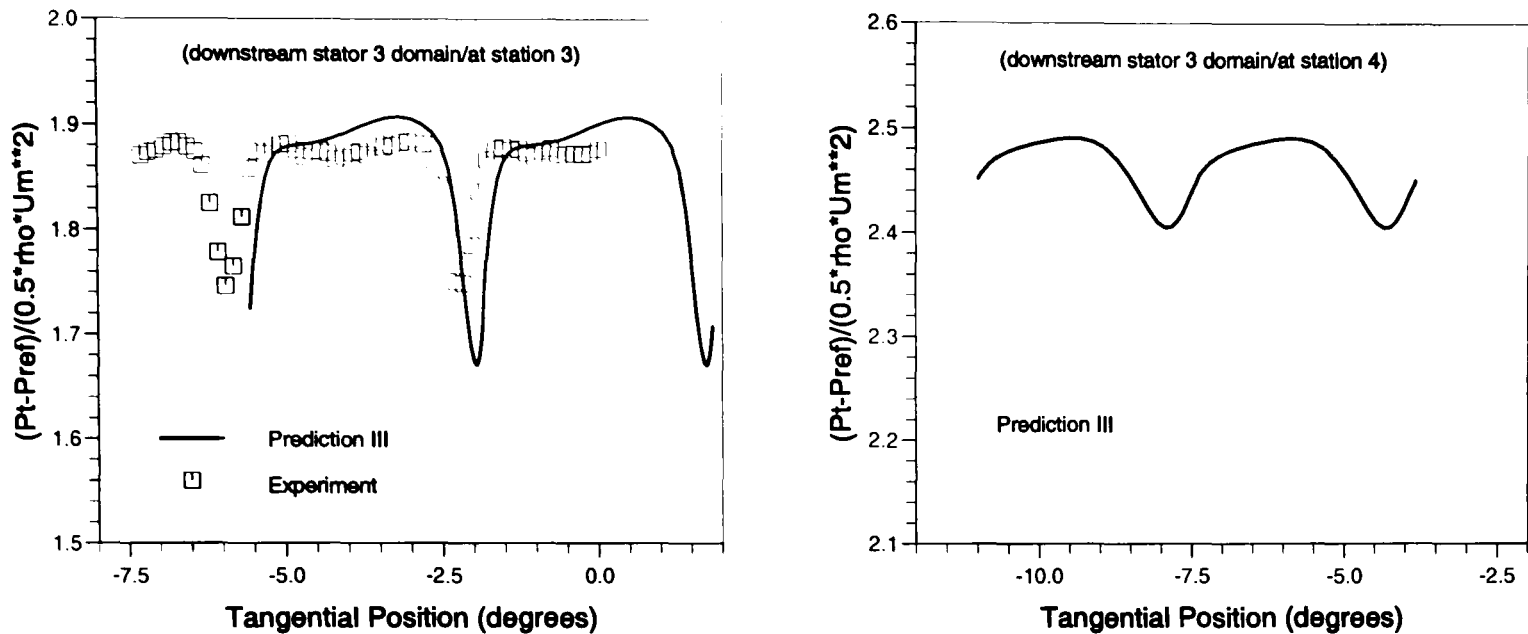 2.0
1.9
1.8
1.7
1.6
1.5
(Pt-Pref)/(0.5*rho*Um**2)
(downstream stator 3 domain/at station 3)
Prediction III
Experiment
-7.5 -5.0 -2.5 0.0
Tangential Position (degrees)
2.6
2.5
2.4
2.3
2.2
2.1
(Pt-Pref)/(0.5*rho*Um**2)
(downstream stator 3 domain/at station 4)
Prediction III
-10.0 -7.5 -5.0 -2.5
Tangential Position (degrees)